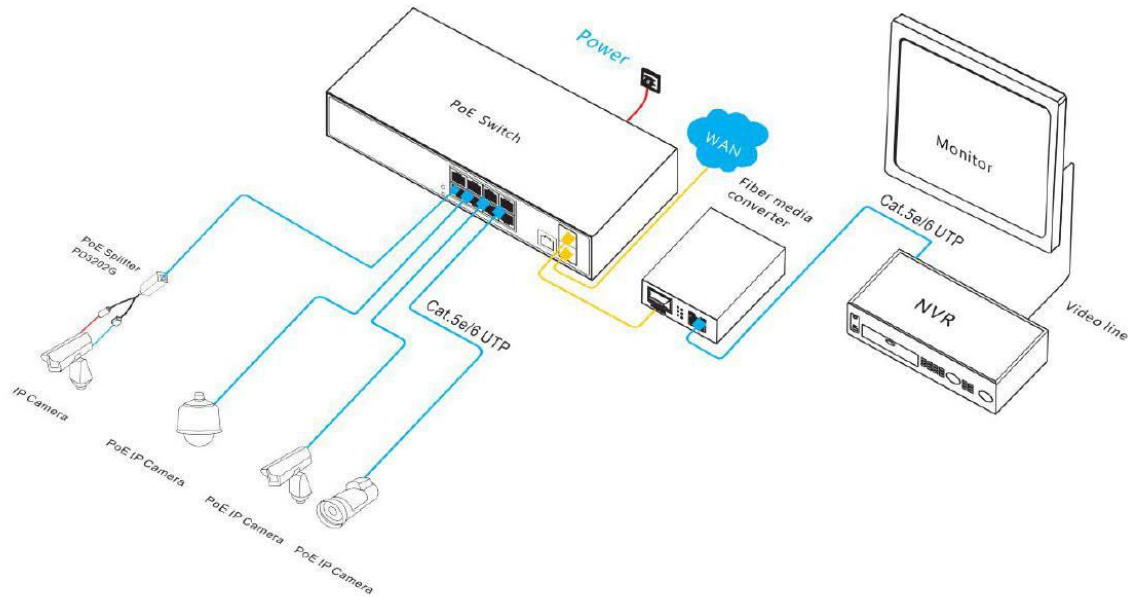 Power
PoE Switch
WAN
Monitor
Fiber media
converter
Cat.5e/6 UTP
PoE Splitter
PD3202G
NVR
Video line
Cat.5e/6 UTP
IP Camera
PoE IP Camera
PoE IP Camera
PoE IP Camera